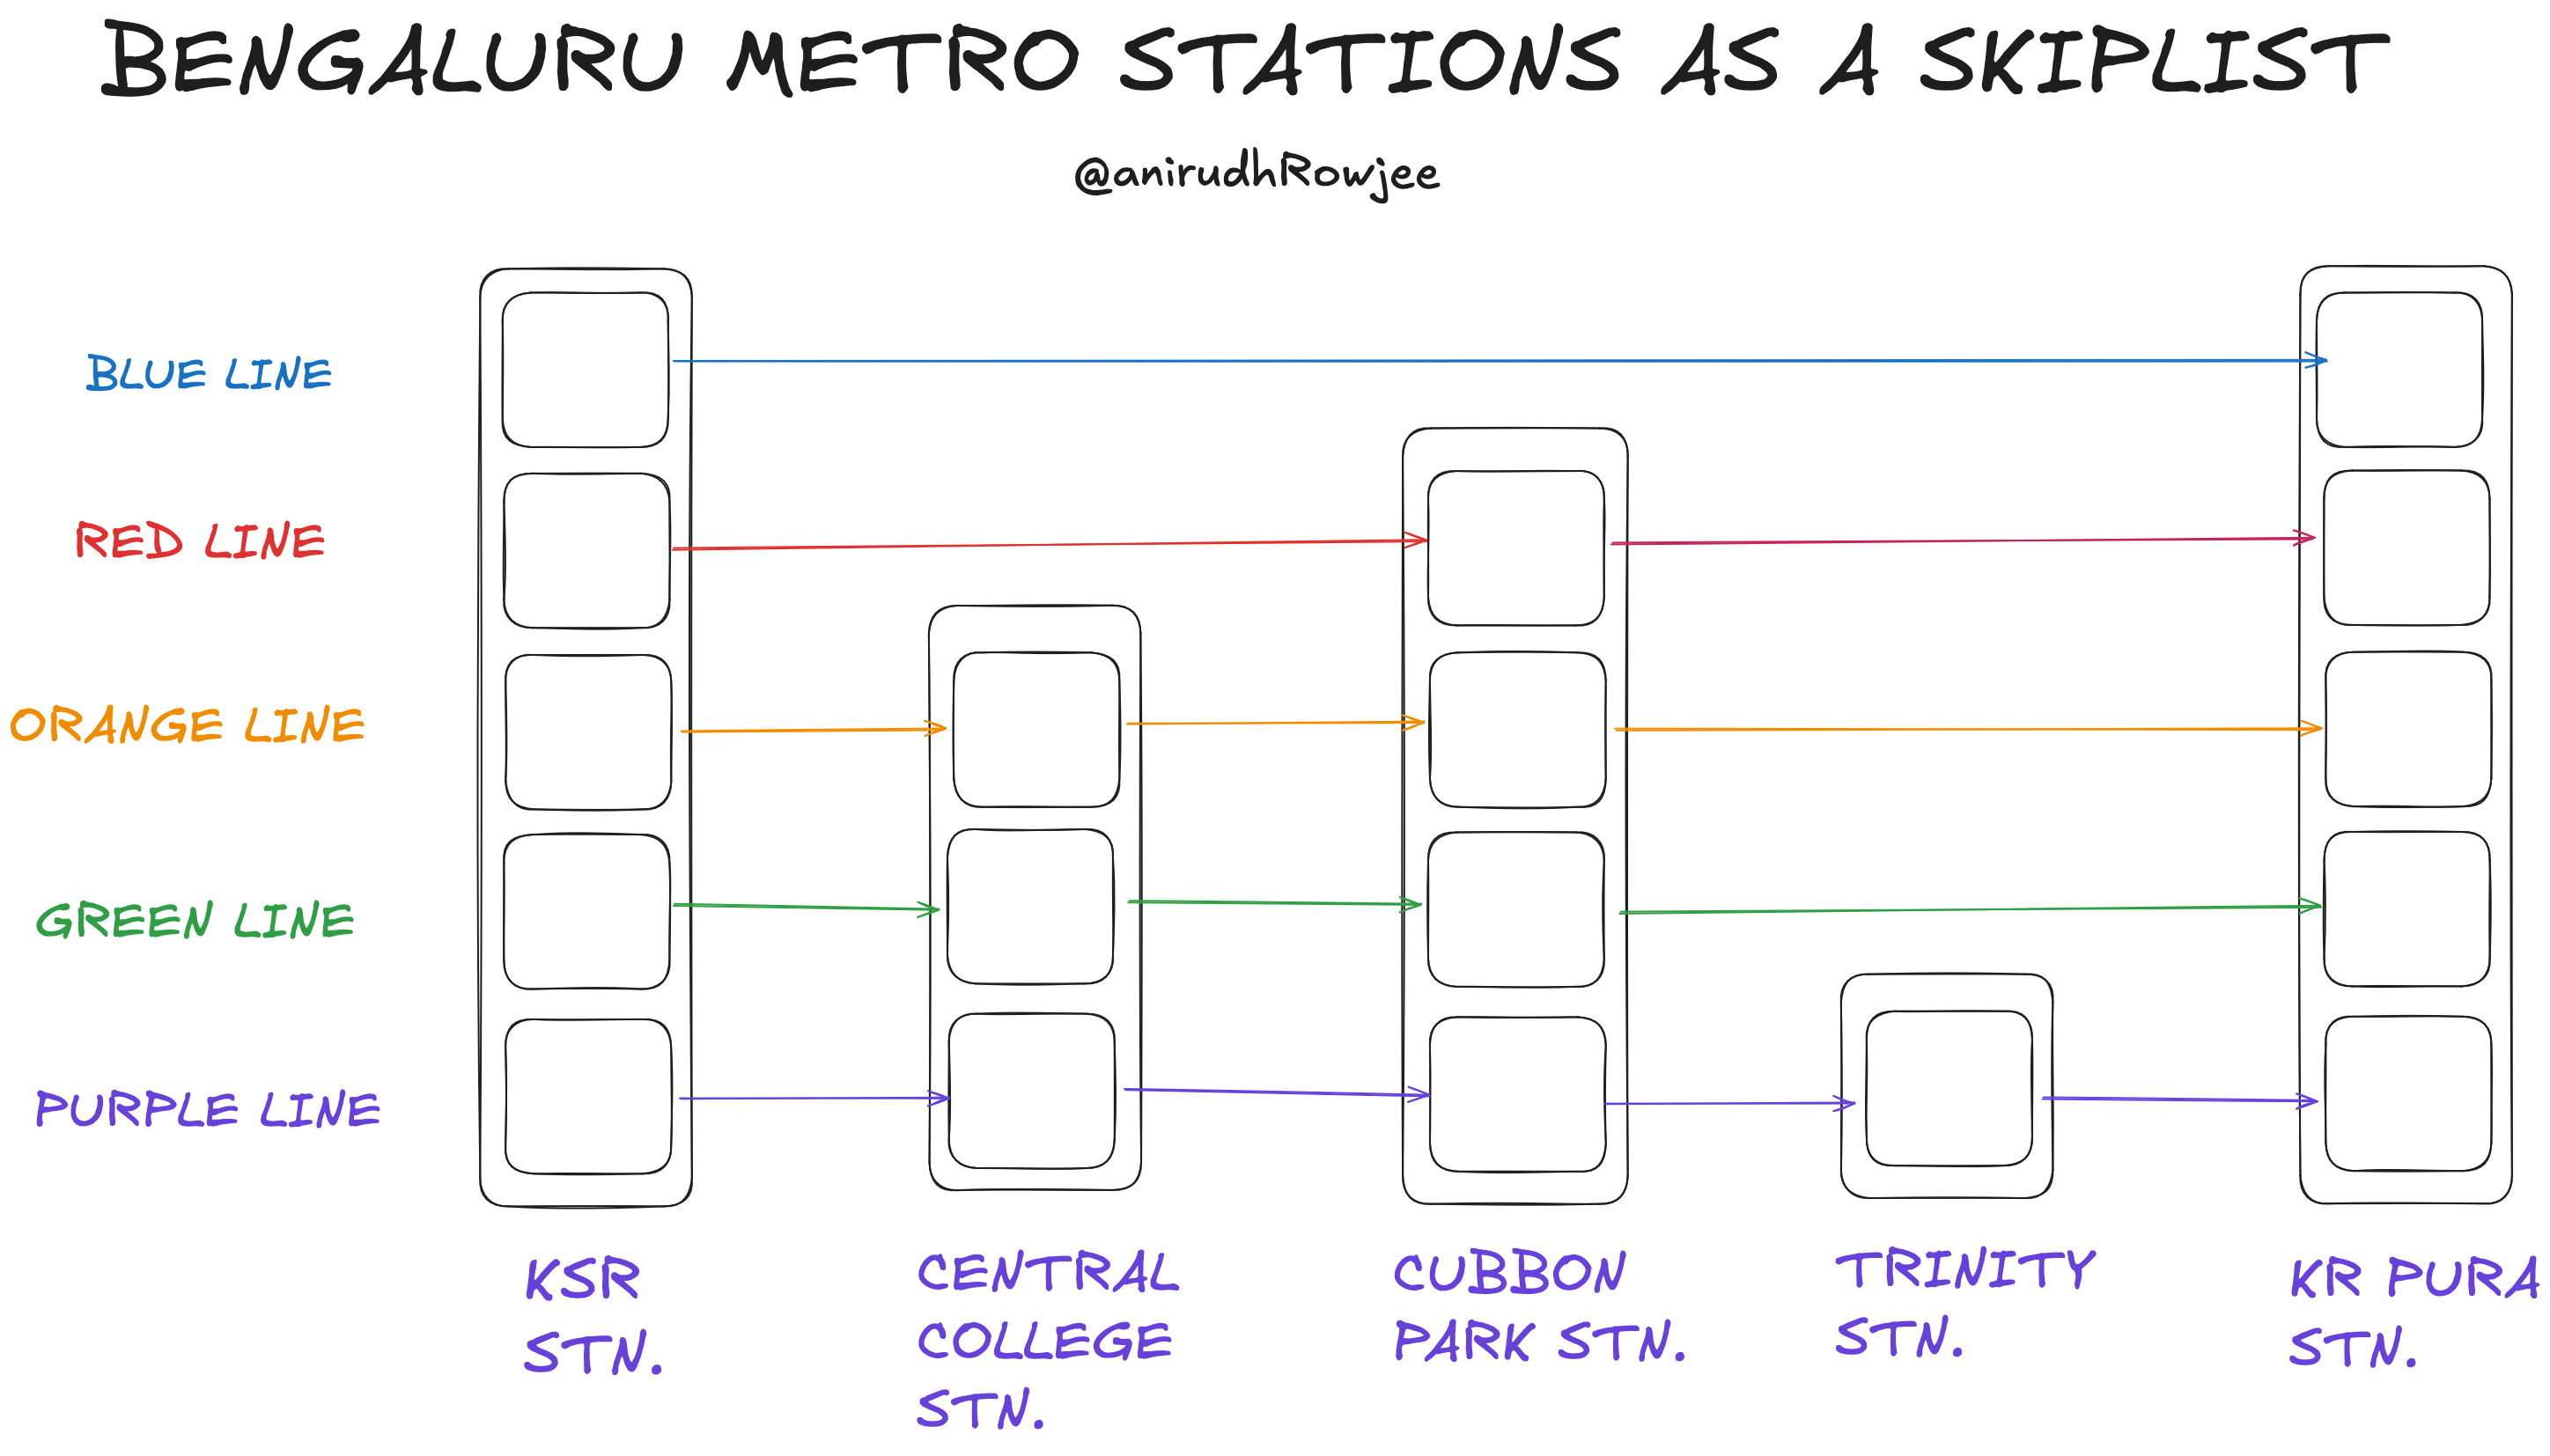 BENGALURU METRO STATIONS AS A SKIPLIST
@anirudhRowjee
BLUE LINE
RED LINE
ORANGE LINE
GREEN LINE
PURPLE LINE
KSR
STN.
CENTRAL
COLLEGE
STN.
CUBBON
PARK STN.
TRINITY
STN.
KR PURA
STN.